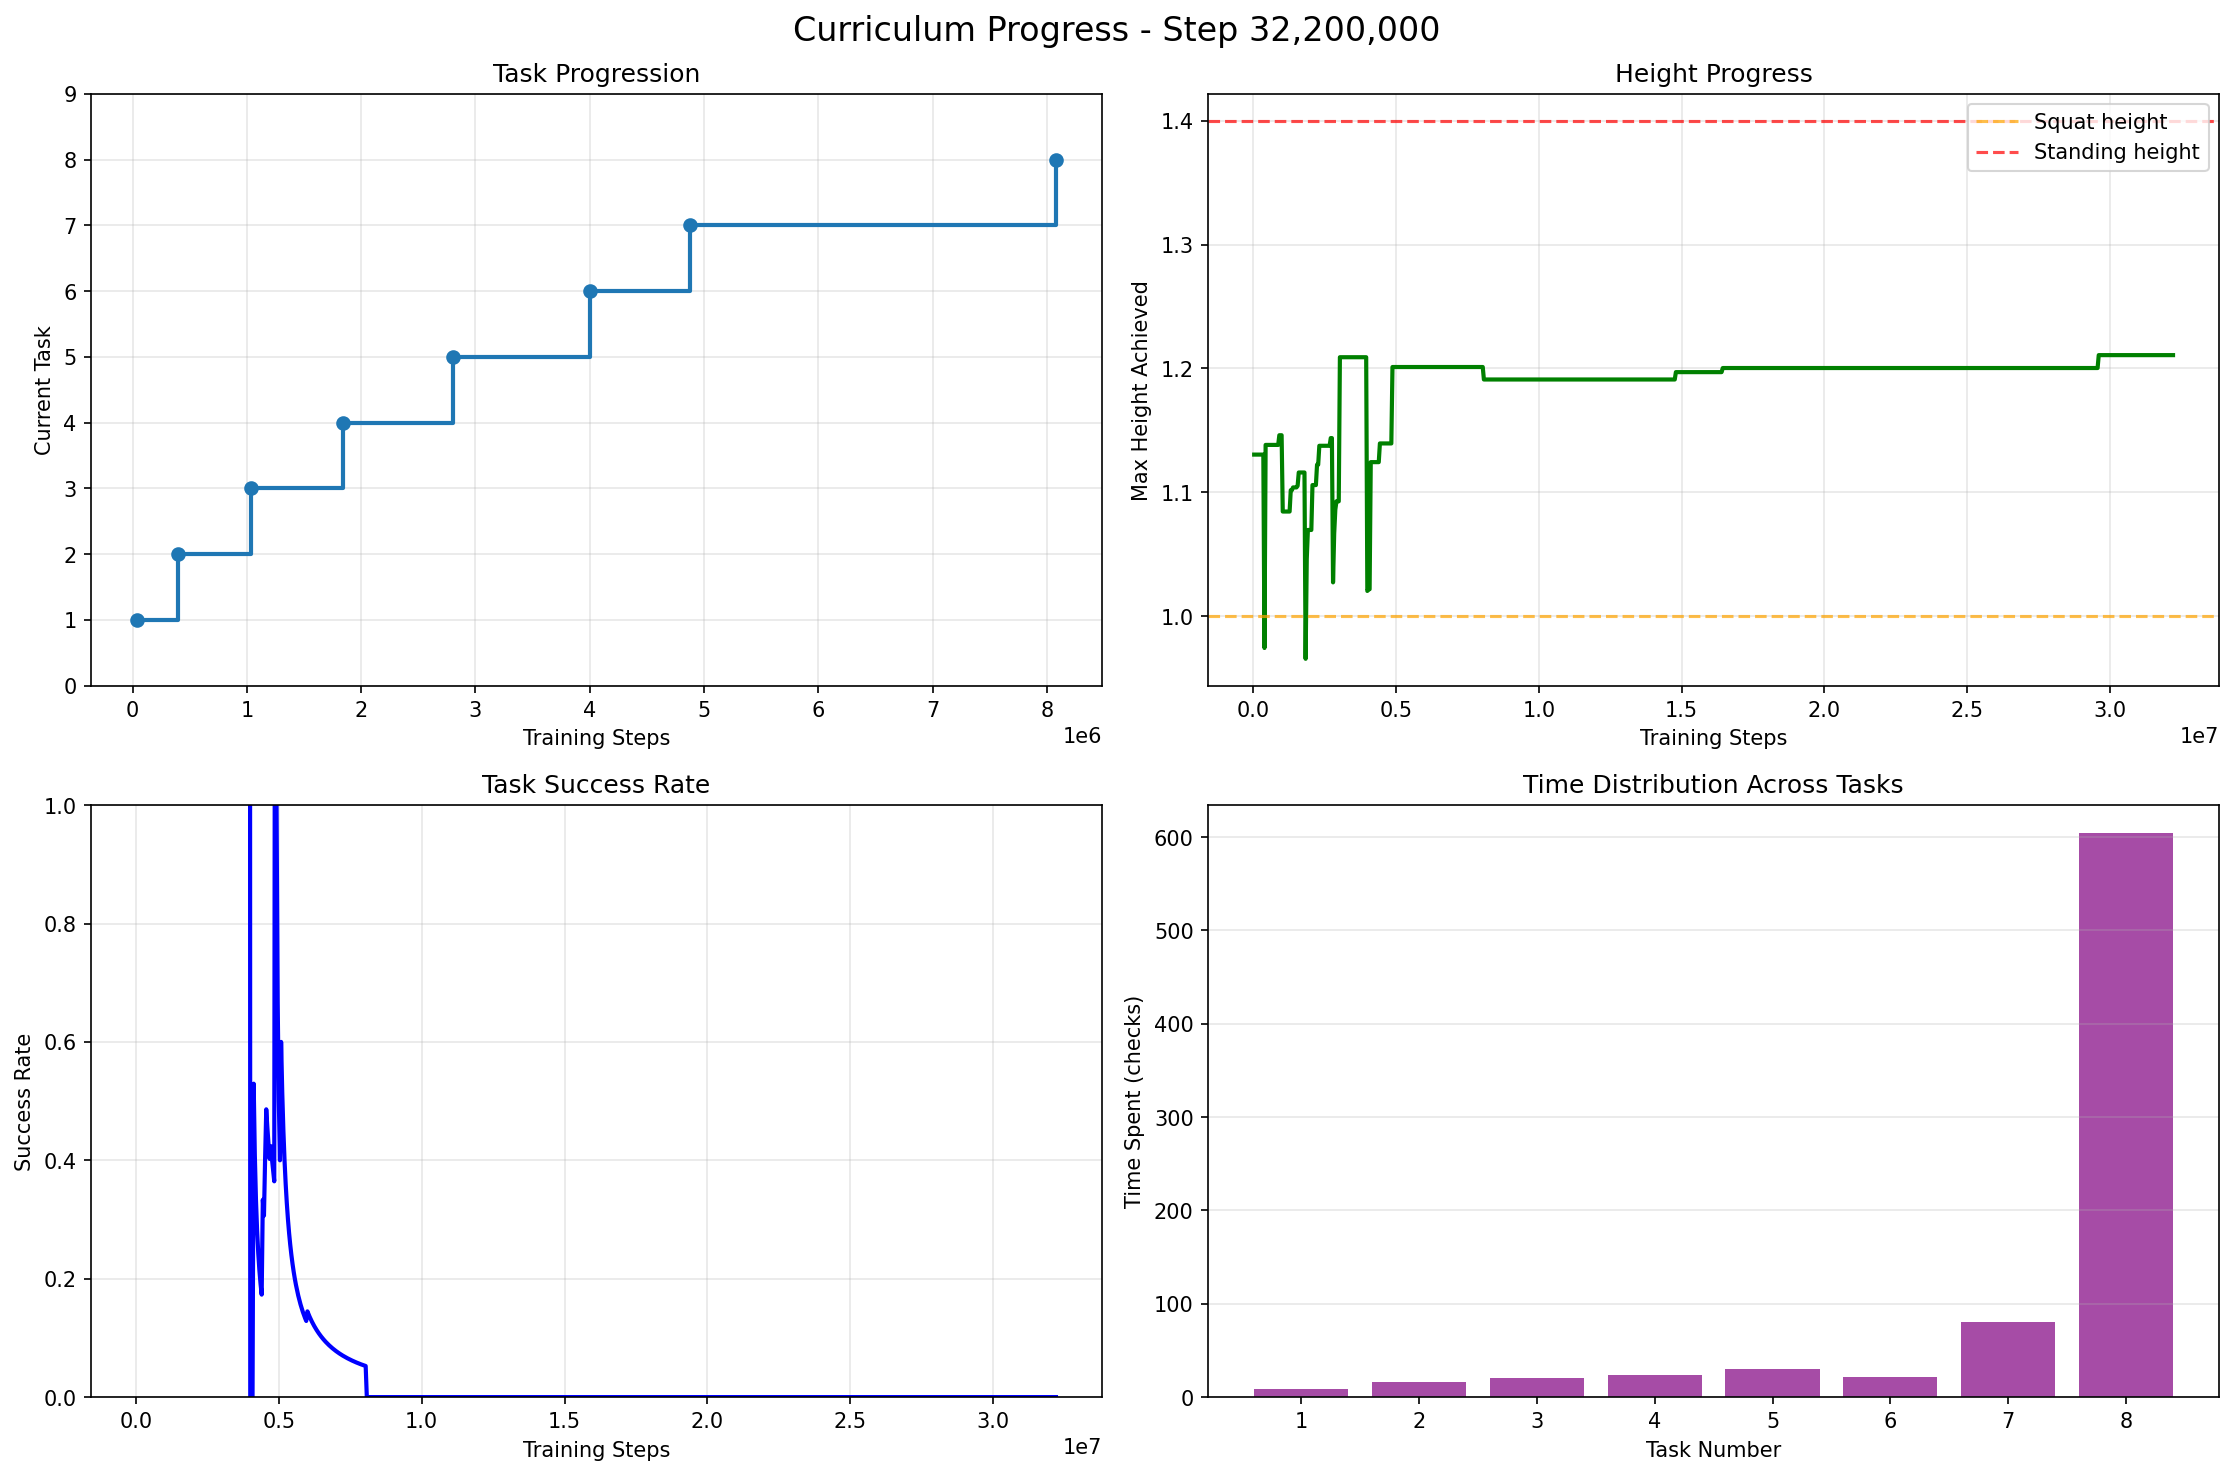 Curriculum Progress - Step 32,200,000
Task Progression
9
8
7
6
5
4
3
2
1
0
Current Task
0 1 2 3 4 5 6 7 8
1e6
Training Steps
Height Progress
1.4
1.3
1.2
1.1
1.0
Max Height Achieved
Squat height
Standing height
0.0 0.5 1.0 1.5 2.0 2.5 3.0
1e7
Training Steps
Task Success Rate
1.0
0.8
0.6
0.4
0.2
0.0
Success Rate
0.0 0.5 1.0 1.5 2.0 2.5 3.0
1e7
Training Steps
Time Distribution Across Tasks
600
500
400
300
200
100
0
Time Spent (checks)
1 2 3 4 5 6 7 8
Task Number